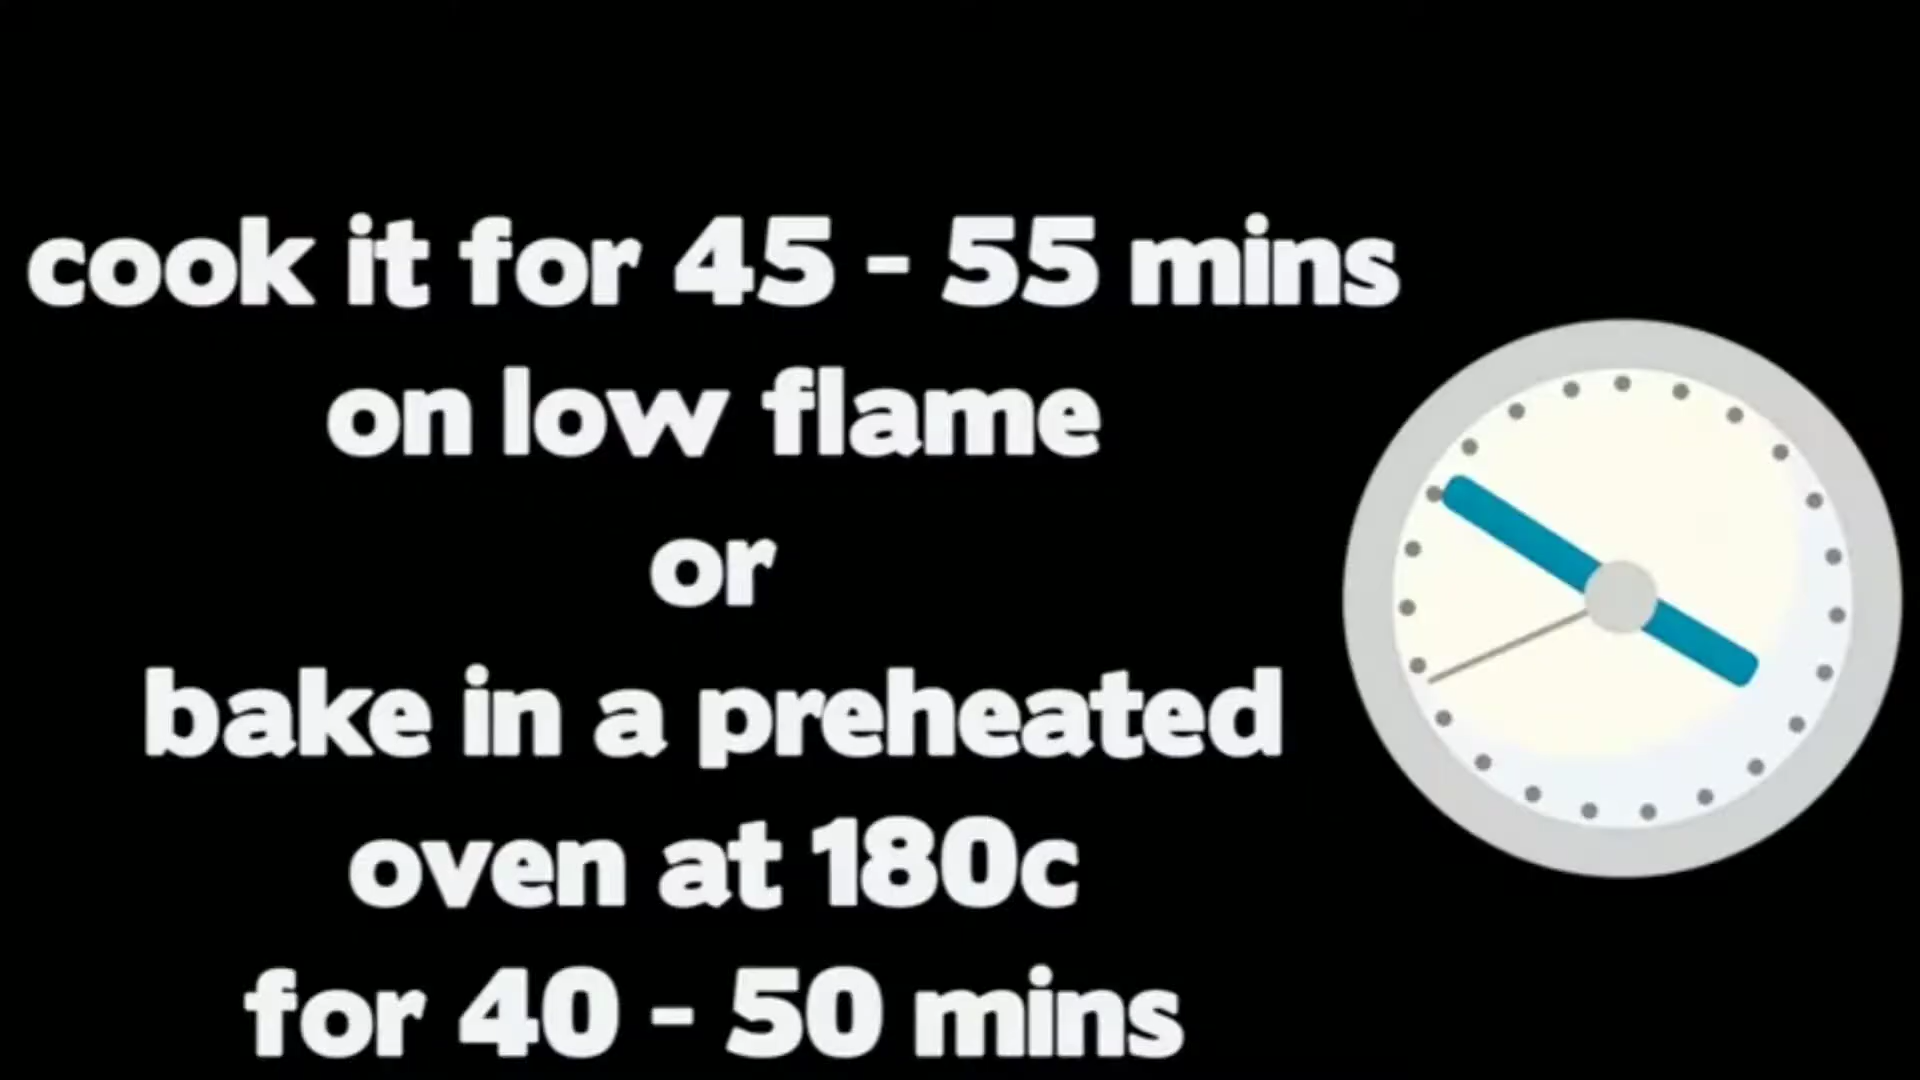 cook it for 45 - 55 mins
on low flame
or
bake in a preheated
oven at 180c
for 40 - 50 mins